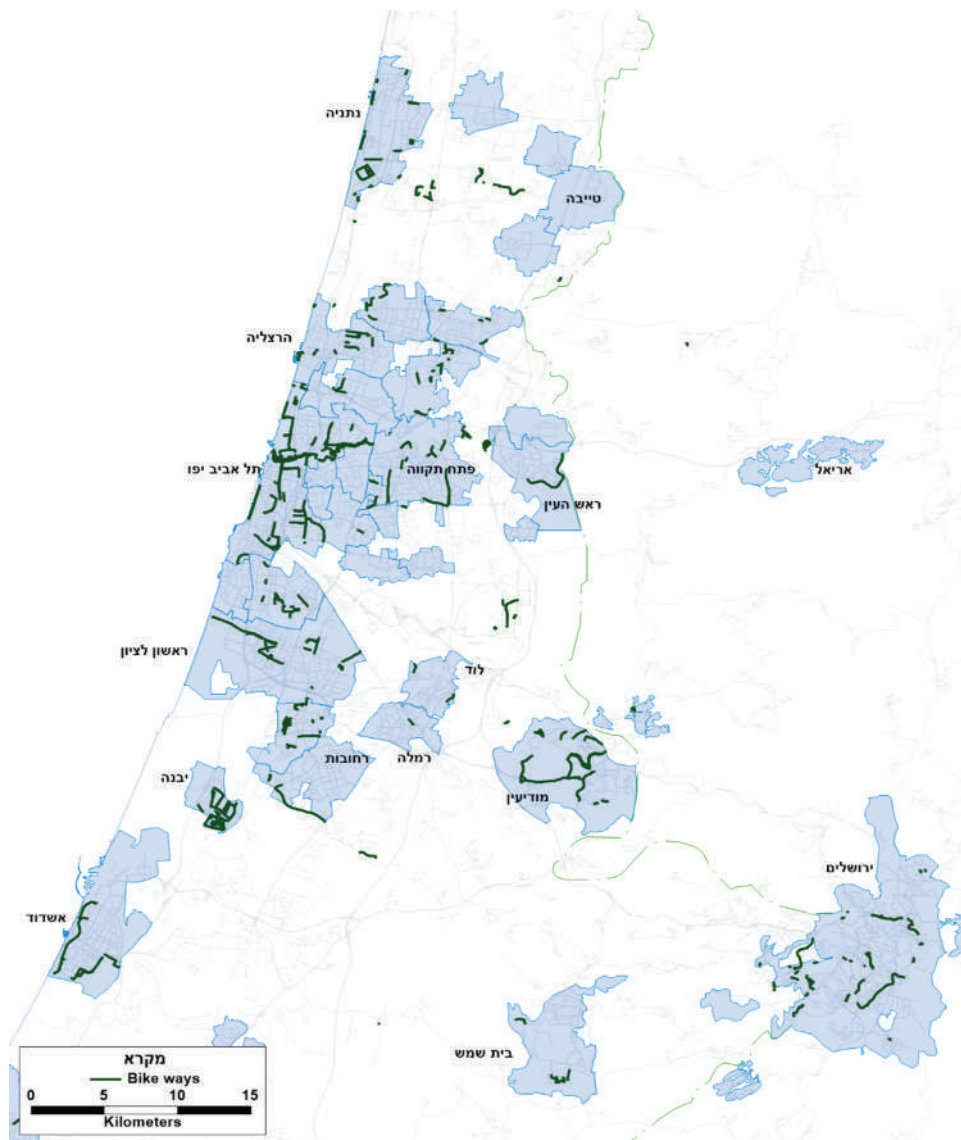 נתניה
טייבה
הרצליה
תל אביב יפו
פתח תקווה
אריאל
ראש העין
ראשון לציון
לוד
רחובות
רמלה
יבנה
מודיעין
ירושלים
אשדוד
בית שמש
מקרא
Bike ways
0 5 10 15
Kilometers